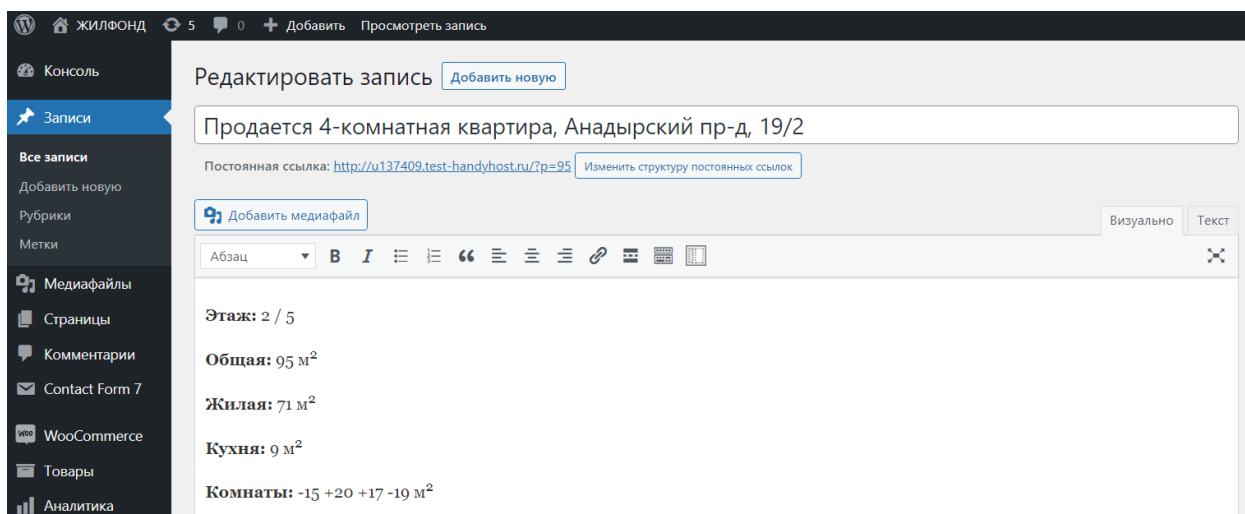 ЖИЛФОНД 5 0 Добавить Просмотреть запись
Консоль
Записи
Все записи
Добавить новую
Рубрики
Метки
Медиафайлы
Страницы
Комментарии
Contact Form 7
WooCommerce
Товары
Аналитика
Редактировать запись Добавить новую
Продается 4-комнатная квартира, Анадырский пр-д, 19/2
Постоянная ссылка: http://u137409.test-handyhost.ru/?p=95 Изменить структуру постоянных ссылок
Добавить медиафайл
Визуально Текст
Абзац B I
Этаж: 2 / 5
Общая: 95 м²
Жилая: 71 м²
Кухня: 9 м²
Комнаты: -15 +20 +17 -19 м²